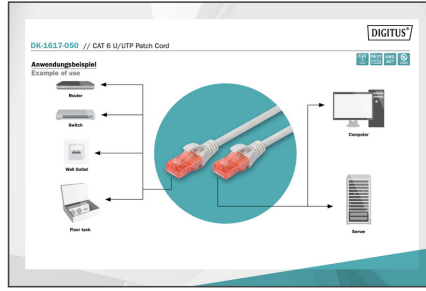 DIGITUS®
DK-1617-050 // CAT 6 U/UTP Patch Cord
Anwendungsbeispiel
Example of use
Router
Switch
Wall Outlet
Floor tank
Computer
Server